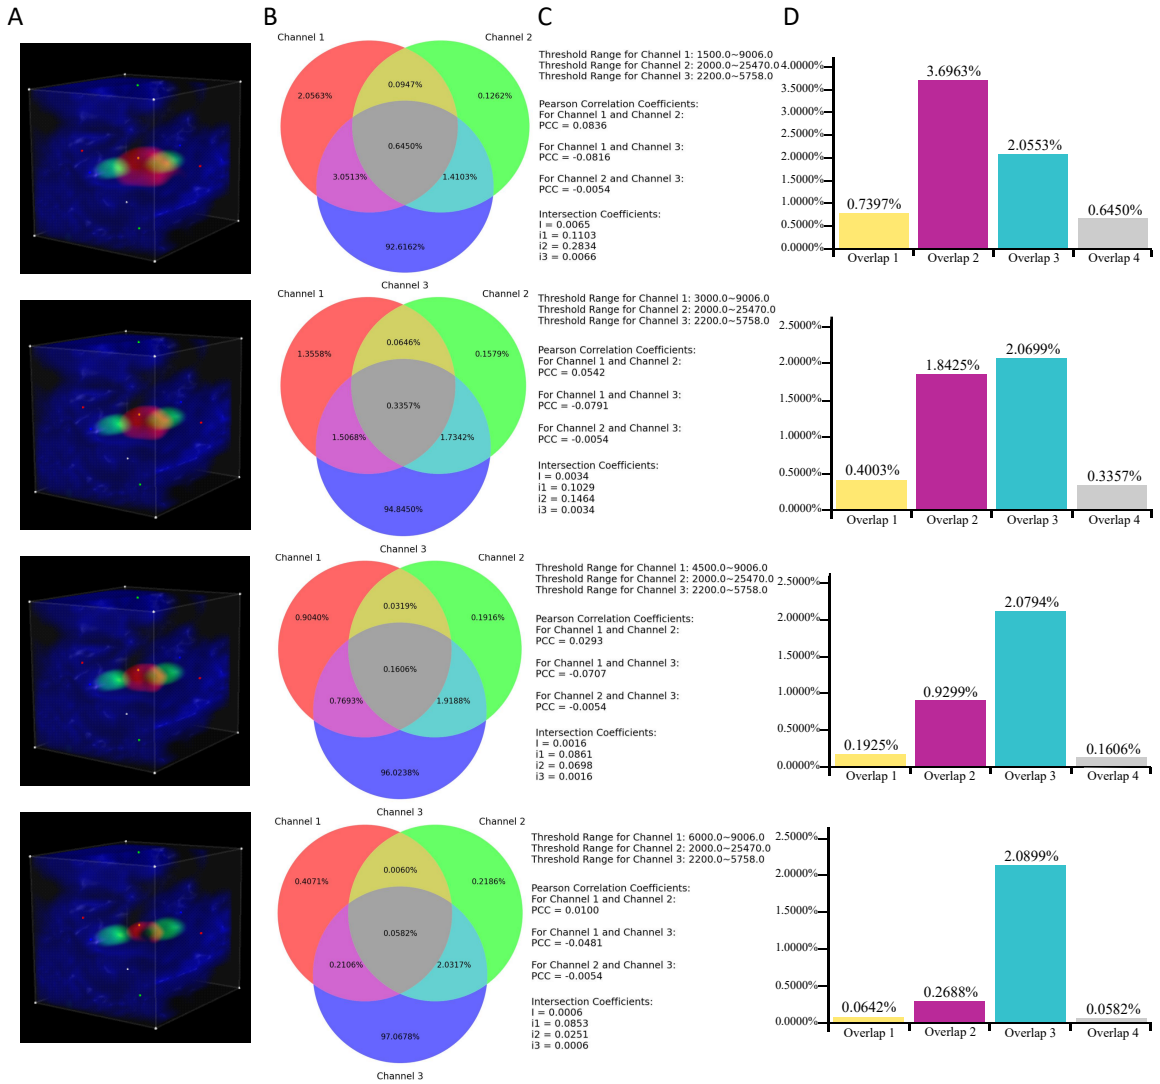 A
B
C
D
Channel 1
Channel 2
2.0563%
0.0947%
0.1262%
0.6450%
3.0513%
1.4103%
92.6162%
Channel 3
Threshold Range for Channel 1: 1500.0~9006.0
Threshold Range for Channel 2: 2000.0~25470.0
Threshold Range for Channel 3: 2200.0~5758.0
Pearson Correlation Coefficients:
For Channel 1 and Channel 2:
PCC = 0.0836
For Channel 1 and Channel 3:
PCC = -0.0816
For Channel 2 and Channel 3:
PCC = -0.0054
Intersection Coefficients:
I = 0.0065
i1 = 0.1103
i2 = 0.2834
i3 = 0.0066
4.0000%
3.5000%
3.0000%
2.5000%
2.0000%
1.5000%
1.0000%
0.5000%
0.0000%
0.7397%
3.6963%
2.0553%
0.6450%
Overlap 1
Overlap 2
Overlap 3
Overlap 4
Channel 1
Channel 2
1.3558%
0.0646%
0.1579%
0.3357%
1.5068%
1.7342%
94.8450%
Channel 3
Threshold Range for Channel 1: 3000.0~9006.0
Threshold Range for Channel 2: 2000.0~25470.0
Threshold Range for Channel 3: 2200.0~5758.0
Pearson Correlation Coefficients:
For Channel 1 and Channel 2:
PCC = 0.0542
For Channel 1 and Channel 3:
PCC = -0.0791
For Channel 2 and Channel 3:
PCC = -0.0054
Intersection Coefficients:
I = 0.0034
i1 = 0.1029
i2 = 0.1464
i3 = 0.0034
2.5000%
2.0000%
1.5000%
1.0000%
0.5000%
0.0000%
0.4003%
1.8425%
2.0699%
0.3357%
Overlap 1
Overlap 2
Overlap 3
Overlap 4
Channel 1
Channel 2
0.9040%
0.0319%
0.1916%
0.1606%
0.7693%
1.9188%
96.0238%
Channel 3
Threshold Range for Channel 1: 4500.0~9006.0
Threshold Range for Channel 2: 2000.0~25470.0
Threshold Range for Channel 3: 2200.0~5758.0
Pearson Correlation Coefficients:
For Channel 1 and Channel 2:
PCC = 0.0293
For Channel 1 and Channel 3:
PCC = -0.0707
For Channel 2 and Channel 3:
PCC = -0.0054
Intersection Coefficients:
I = 0.0016
i1 = 0.0861
i2 = 0.0698
i3 = 0.0016
2.5000%
2.0000%
1.5000%
1.0000%
0.5000%
0.0000%
0.1925%
0.9299%
2.0794%
0.1606%
Overlap 1
Overlap 2
Overlap 3
Overlap 4
Channel 1
Channel 2
0.4071%
0.0060%
0.2186%
0.0582%
0.2106%
2.0317%
97.0678%
Channel 3
Threshold Range for Channel 1: 6000.0~9006.0
Threshold Range for Channel 2: 2000.0~25470.0
Threshold Range for Channel 3: 2200.0~5758.0
Pearson Correlation Coefficients:
For Channel 1 and Channel 2:
PCC = 0.0100
For Channel 1 and Channel 3:
PCC = -0.0481
For Channel 2 and Channel 3:
PCC = -0.0054
Intersection Coefficients:
I = 0.0006
i1 = 0.0853
i2 = 0.0251
i3 = 0.0006
2.5000%
2.0000%
1.5000%
1.0000%
0.5000%
0.0000%
0.0642%
0.2688%
2.0899%
0.0582%
Overlap 1
Overlap 2
Overlap 3
Overlap 4